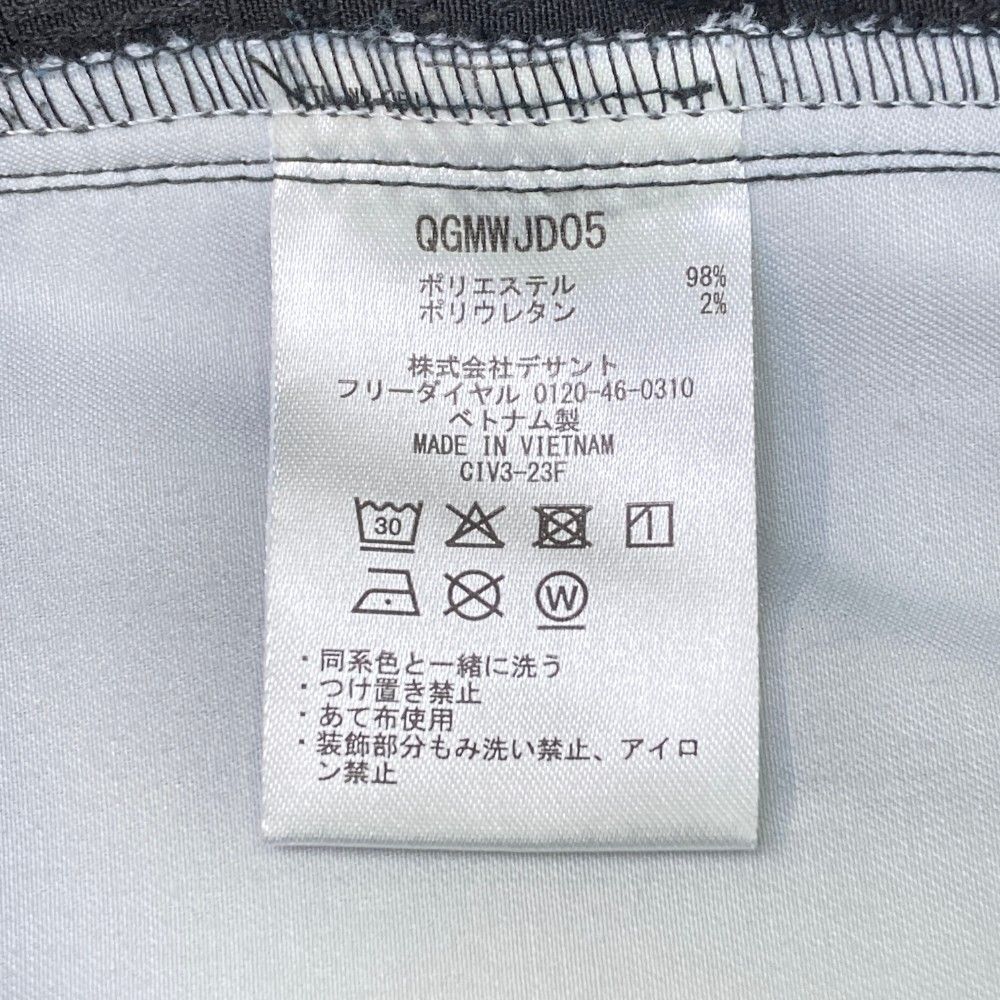 QGMWJD05
ポリエステル 98%
ポリウレタン 2%
株式会社デサント
フリーダイヤル 0120-46-0310
ベトナム製
MADE IN VIETNAM
CIV3-23F
30
W
・同系色と一緒に洗う
・つけ置き禁止
・あて布使用
・装飾部分もみ洗い禁止、アイロ
ン禁止